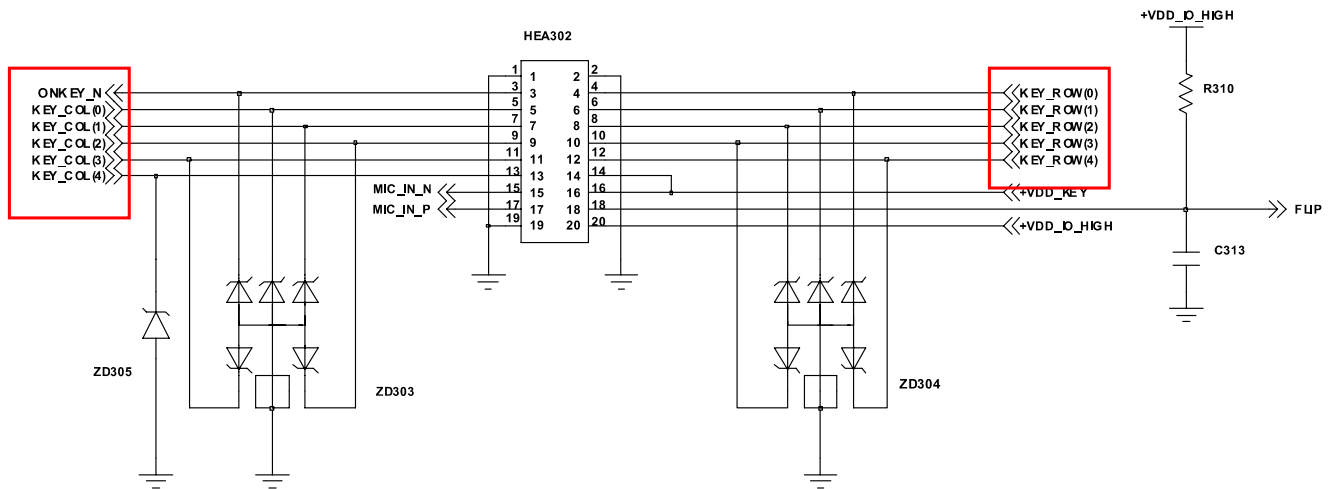 +VDD_IO_HIGH
HEA302
R310
1 1 2 2
ONKEY_N 3 3 4 4 KEY_ROW(0)
KEY_COL(0) 5 5 6 6 KEY_ROW(1)
KEY_COL(1) 7 7 8 8 KEY_ROW(2)
KEY_COL(2) 9 9 10 10 KEY_ROW(3)
KEY_COL(3) 11 11 12 12 KEY_ROW(4)
KEY_COL(4) 13 13 14 14
MIC_IN_N 15 15 16 16 +VDD_KEY
MIC_IN_P 17 17 18 18 FLIP
19 19 20 20 +VDD_IO_HIGH
C313
ZD305
ZD303
ZD304